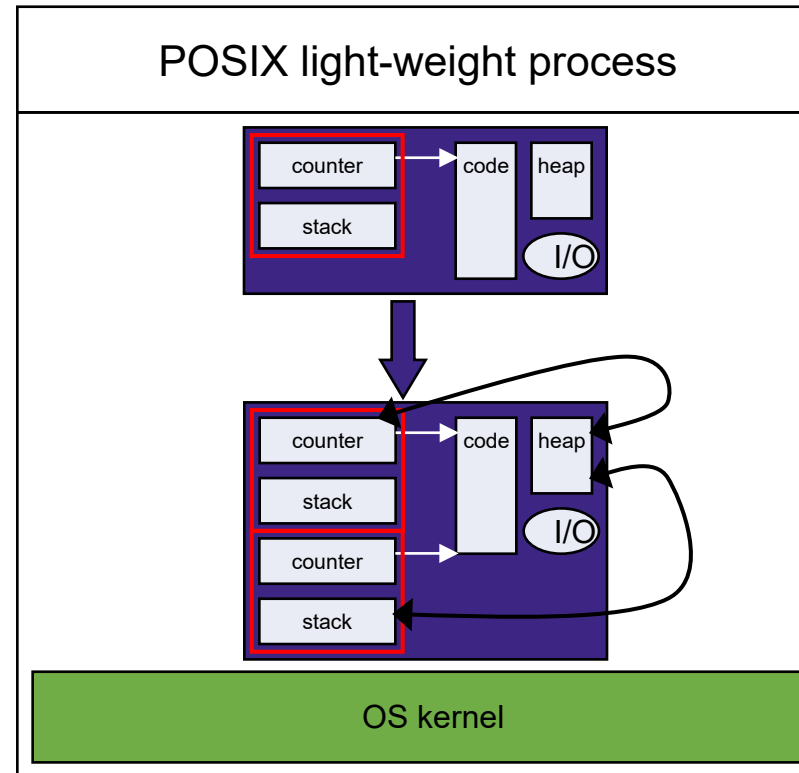 POSIX light-weight process
counter
code
heap
stack
I/O
counter
code
heap
stack
I/O
counter
stack
OS kernel